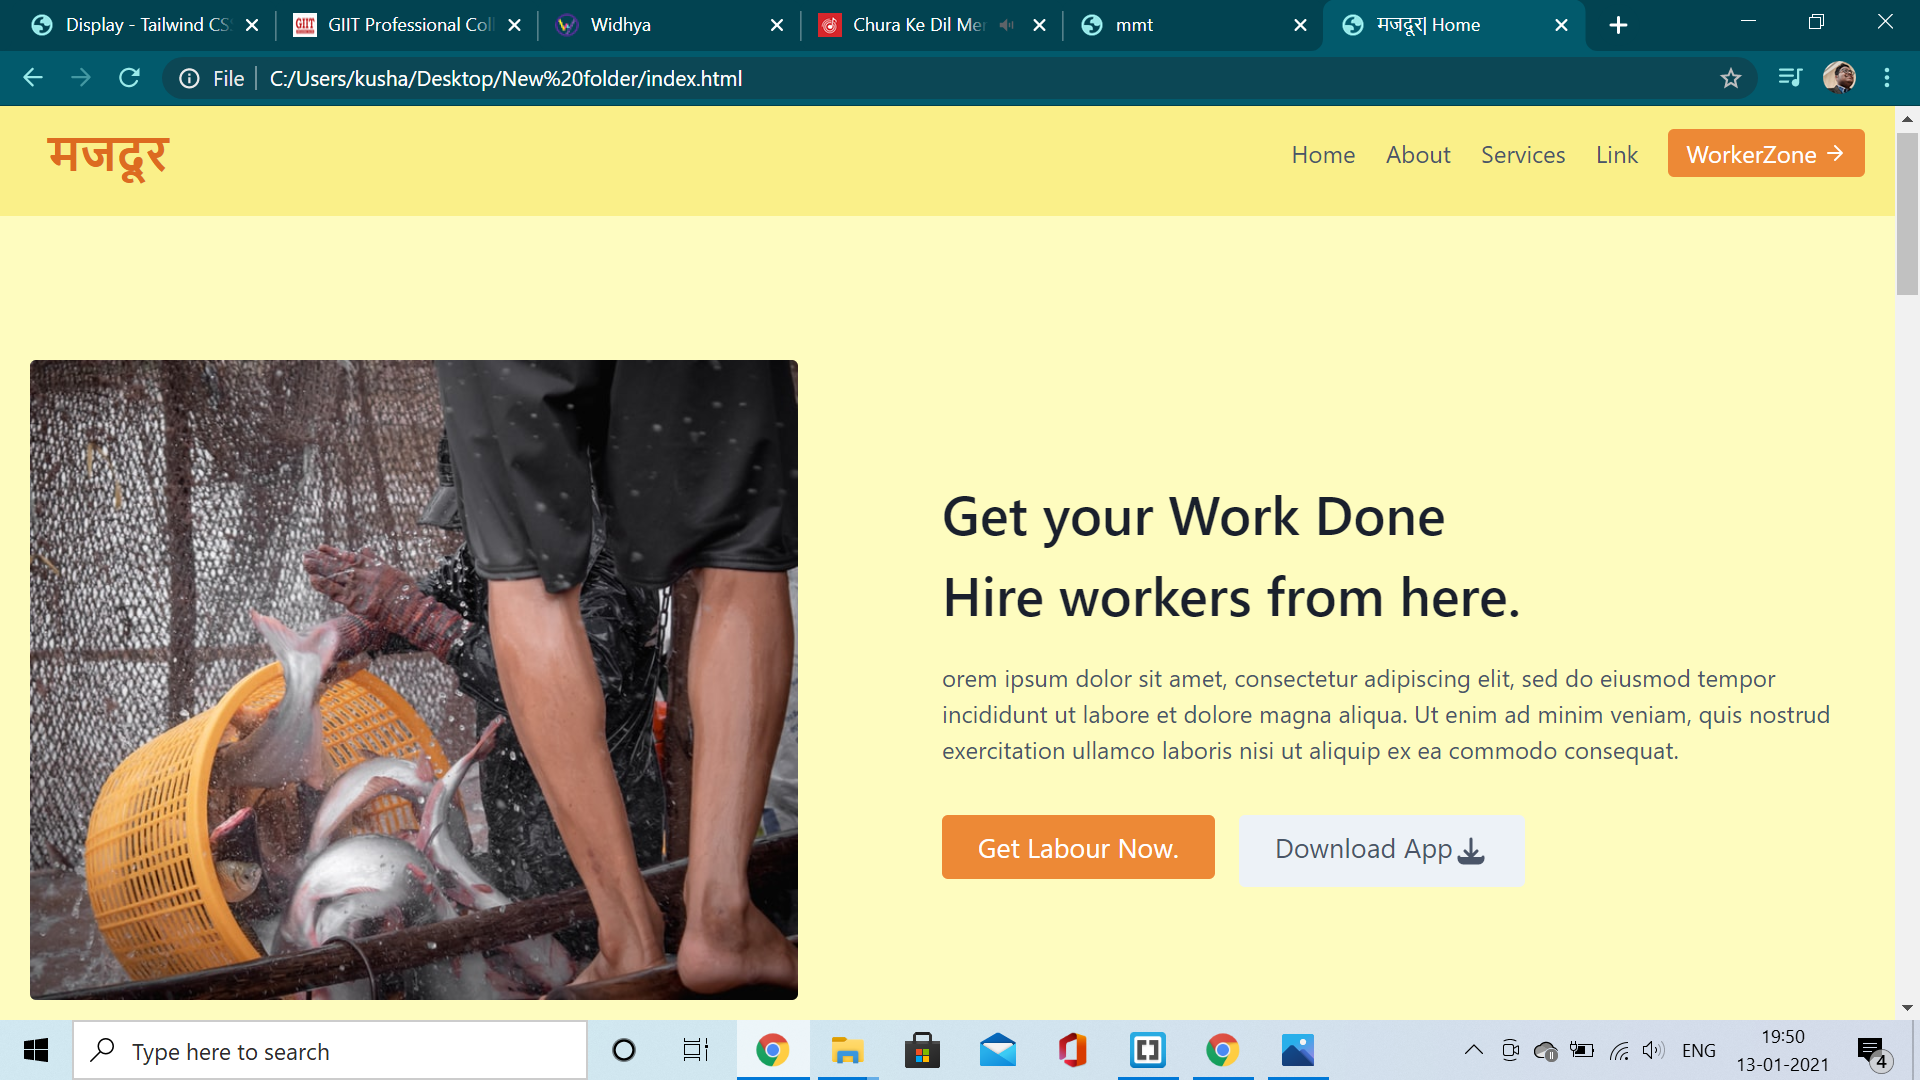 Display - Tailwind CS
GIIT Professional Col
Widhya
Chura Ke Dil Mer
mmt
मजदूर| Home
File
C:/Users/kusha/Desktop/New%20folder/index.html
मजदूर
Home
About
Services
Link
WorkerZone →
Get your Work Done
Hire workers from here.
orem ipsum dolor sit amet, consectetur adipiscing elit, sed do eiusmod tempor
incididunt ut labore et dolore magna aliqua. Ut enim ad minim veniam, quis nostrud
exercitation ullamco laboris nisi ut aliquip ex ea commodo consequat.
Get Labour Now.
Download App
Type here to search
ENG
19:50
13-01-2021
4